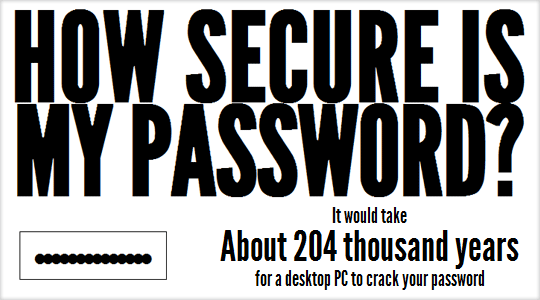 HOW SECURE IS
MY PASSWORD?
It would take
About 204 thousand years
for a desktop PC to crack your password